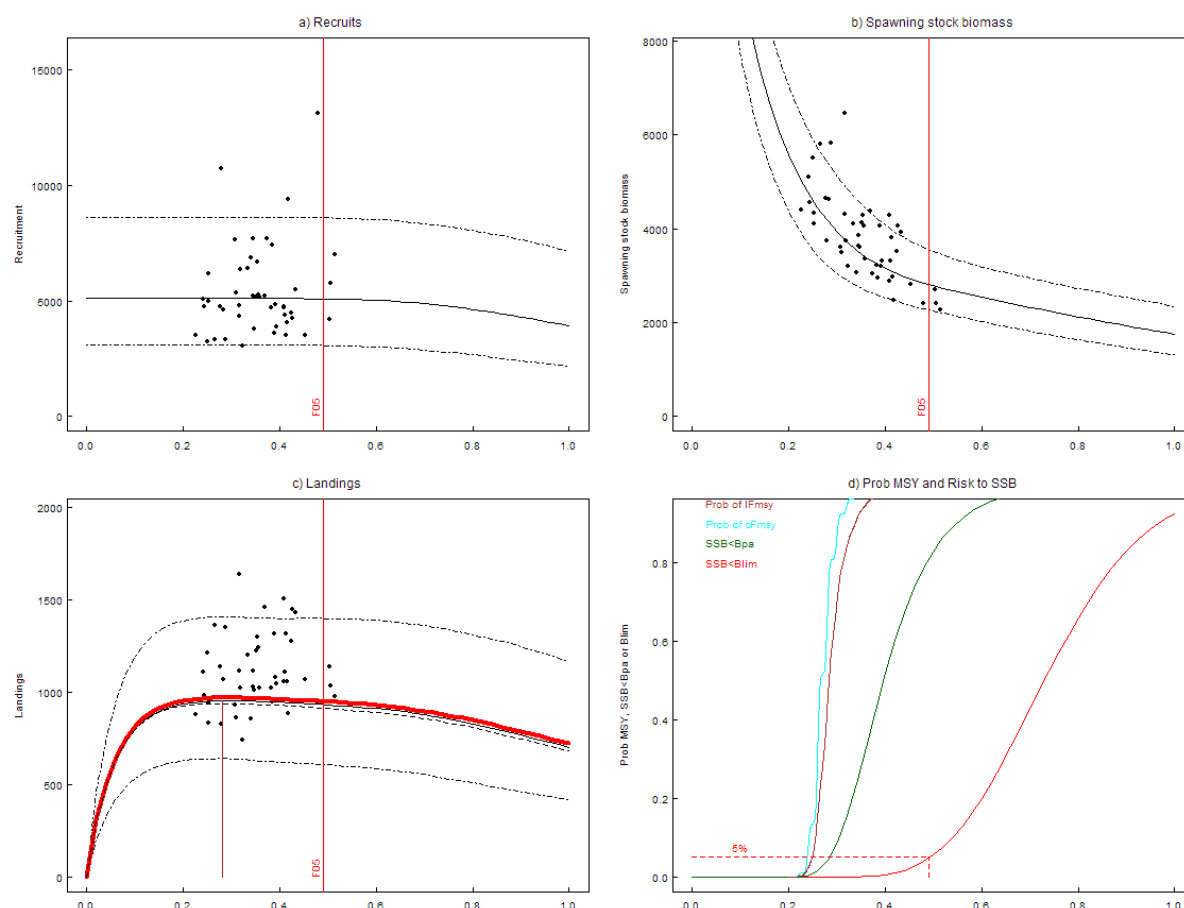 a) Recruits
Recruitment
15000
10000
5000
0
F05
0.0 0.2 0.4 0.6 0.8 1.0
b) Spawning stock biomass
Spawning stock biomass
8000
6000
4000
2000
0
F05
0.0 0.2 0.4 0.6 0.8 1.0
c) Landings
Landings
2000
1500
1000
500
0
F05
0.0 0.2 0.4 0.6 0.8 1.0
d) Prob MSY and Risk to SSB
Prob MSY, SSB<Bpa or Blim
Prob of lFmsy
Prob of cFmsy
SSB<Bpa
SSB<Blim
0.8
0.6
0.4
0.2
5%
0.0
0.0 0.2 0.4 0.6 0.8 1.0